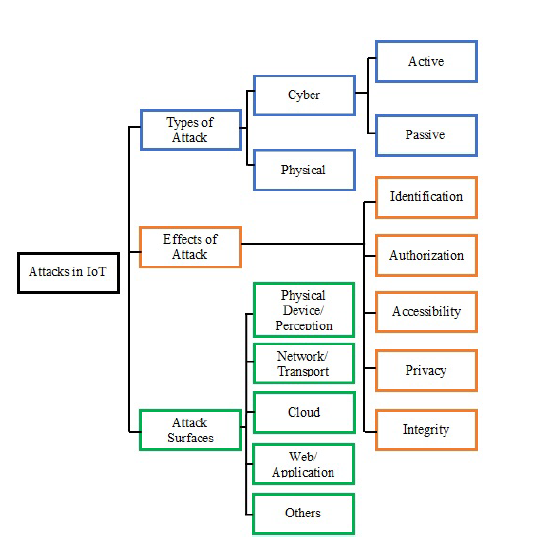 Attacks in IoT
Types of
Attack
Cyber
Active
Passive
Physical
Effects of
Attack
Identification
Authorization
Accessibility
Privacy
Integrity
Attack
Surfaces
Physical
Device/
Perception
Network/
Transport
Cloud
Web/
Application
Others